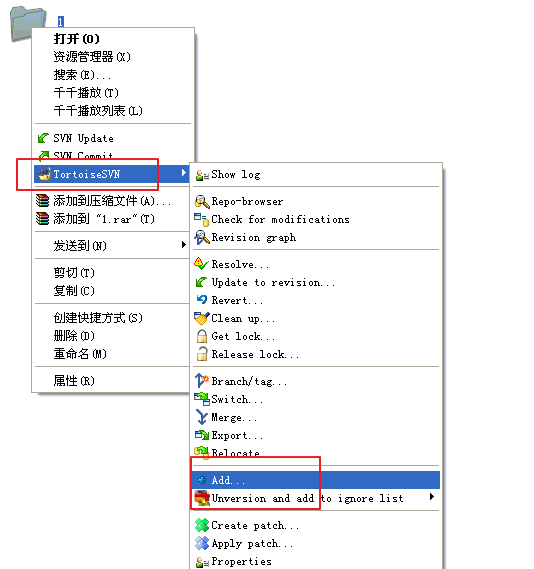 1
打开(O)
资源管理器(X)
搜索(E)...
千千播放(T)
千千播放列表(L)
SVN Update
SVN Commit
TortoiseSVN
添加到压缩文件(A)...
添加到 "1.rar"(T)
发送到(N)
剪切(T)
复制(C)
创建快捷方式(S)
删除(D)
重命名(M)
属性(R)
Show log
Repo-browser
Check for modifications
Revision graph
Resolve...
Update to revision...
Revert...
Clean up...
Get lock...
Release lock...
Branch/tag...
Switch...
Merge...
Export...
Relocate
Add...
Unversion and add to ignore list
Create patch...
Apply patch...
Properties